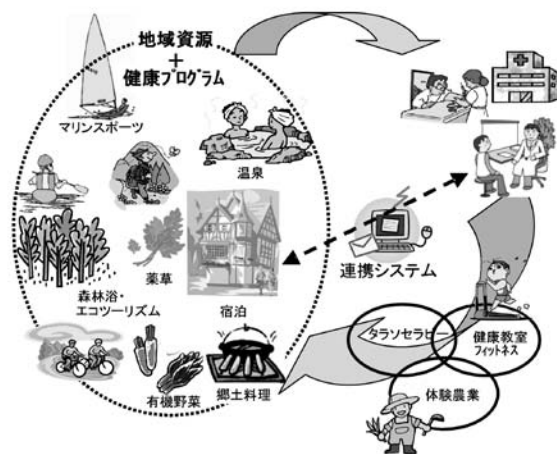 地域資源
+
健康プログラム
マリンスポーツ
温泉
薬草
森林浴・
エコツーリズム
宿泊
有機野菜
郷土料理
連携システム
タラソセラピー
健康教室
フィットネス
体験農業